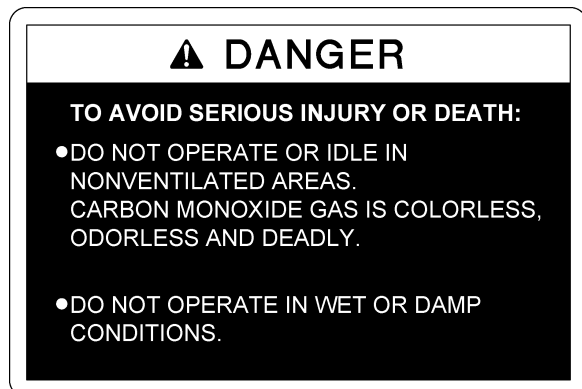 DANGER
TO AVOID SERIOUS INJURY OR DEATH:
●DO NOT OPERATE OR IDLE IN
NONVENTILATED AREAS.
CARBON MONOXIDE GAS IS COLORLESS,
ODORLESS AND DEADLY.
●DO NOT OPERATE IN WET OR DAMP
CONDITIONS.